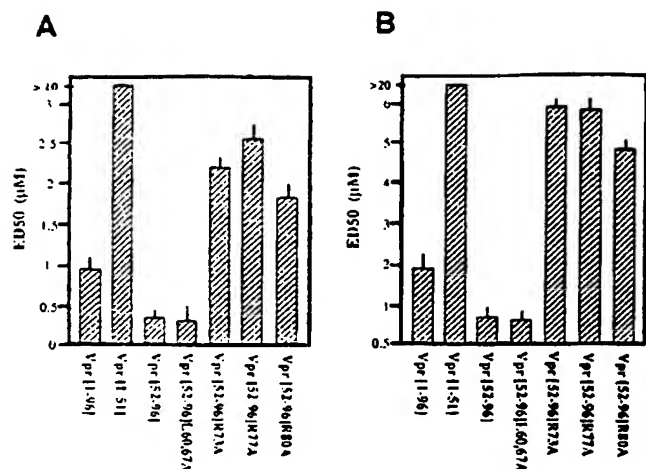 A
B
3
2.5
2
1.5
1
0.5
0
ED50 (µM)
Vpr[1-96]
Vpr[1-51]
Vpr[52-96]
Vpr[52-96]L60,67A
Vpr[52-96]R73A
Vpr[52-96]R77A
Vpr[52-96]R80A
>20
6
5
4
3
2
1
0.5
ED50 (µM)
Vpr[1-96]
Vpr[1-51]
Vpr[52-96]
Vpr[52-96]L60,67A
Vpr[52-96]R73A
Vpr[52-96]R77A
Vpr[52-96]R80A